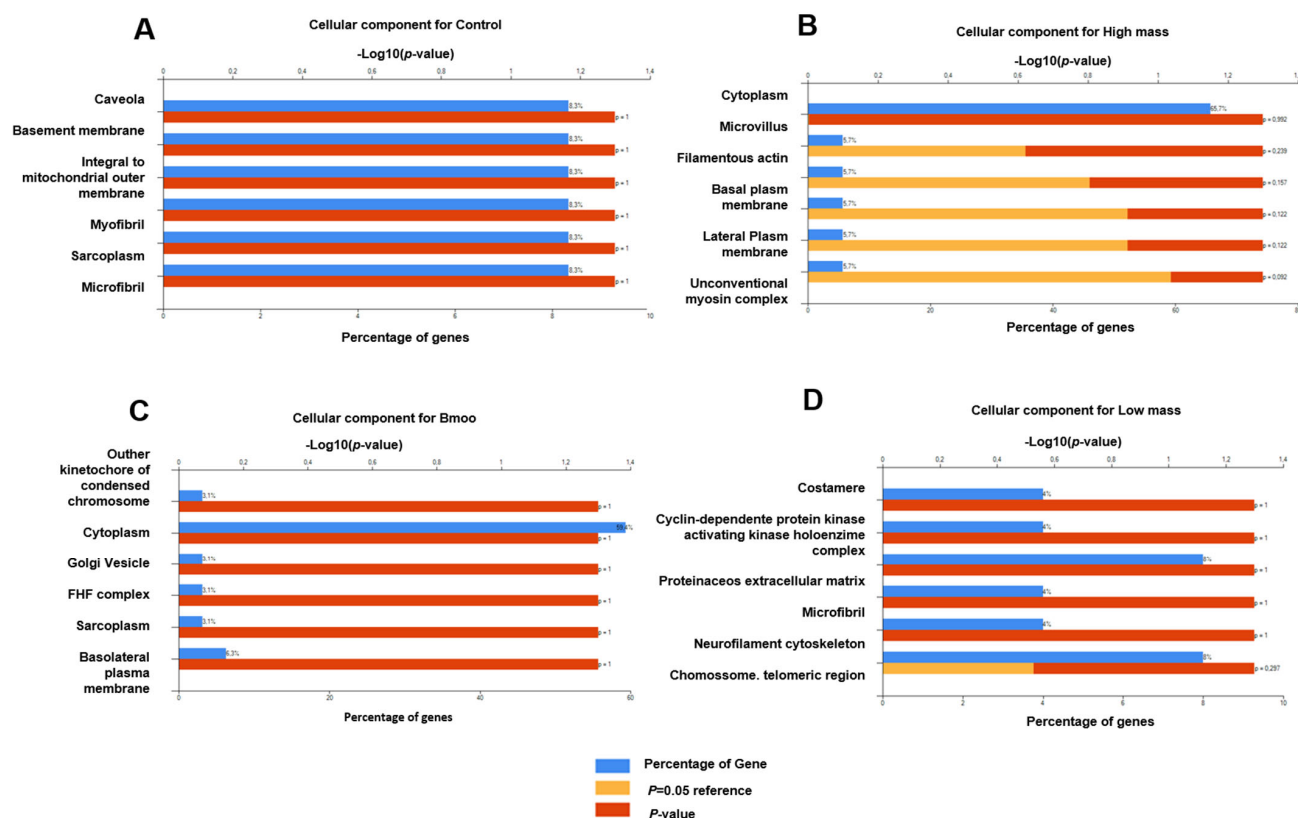 A
Cellular component for Control
-Log10(p-value)
0 0,2 0,4 0,6 0,8 1 1,2 1,4
Caveola
8,3%
p = 1
Basement membrane
8,3%
p = 1
Integral to
mitochondrial outer
membrane
8,3%
p = 1
Myofibril
8,3%
p = 1
Sarcoplasm
8,3%
p = 1
Microfibril
8,3%
p = 1
0 2 4 6 8 10
Percentage of genes
B
Cellular component for High mass
-Log10(p-value)
0 0,2 0,4 0,6 0,8 1 1,2
Cytoplasm
65,7%
p = 0,992
Microvillus
5,7%
p = 0,239
Filamentous actin
5,7%
p = 0,157
Basal plasm
membrane
5,7%
p = 0,122
Lateral Plasm
membrane
5,7%
p = 0,122
Unconventional
myosin complex
5,7%
p = 0,092
0 20 40 60 8
Percentage of genes
C
Cellular component for Bmoo
-Log10(p-value)
0 0,2 0,4 0,6 0,8 1 1,2 1,4
Outher
kinetochore of
condensed
chromosome
3,1%
p = 1
Cytoplasm
59,4%
p = 1
Golgi Vesicle
3,1%
p = 1
FHF complex
3,1%
p = 1
Sarcoplasm
3,1%
p = 1
Basolateral
plasma
membrane
6,3%
p = 1
0 20 40 60
Percentage of genes
D
Cellular component for Low mass
-Log10(p-value)
0 0,2 0,4 0,6 0,8 1 1,2 1,4
Costamere
4%
p = 1
Cyclin-dependente protein kinase
activating kinase holoenzime
complex
4%
p = 1
8%
p = 1
Proteinaceos extracellular matrix
4%
p = 1
Microfibril
4%
p = 1
Neurofilament cytoskeleton
8%
p = 0,297
Chomossome. telomeric region
0 2 4 6 8 10
Percentage of genes
Percentage of Gene
P=0.05 reference
P-value